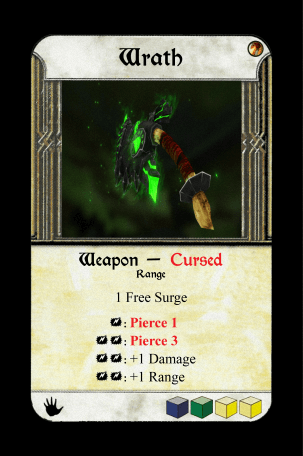 Wrath
Weapon — Cursed
Range
1 Free Surge
: Pierce 1
: Pierce 3
: +1 Damage
: +1 Range